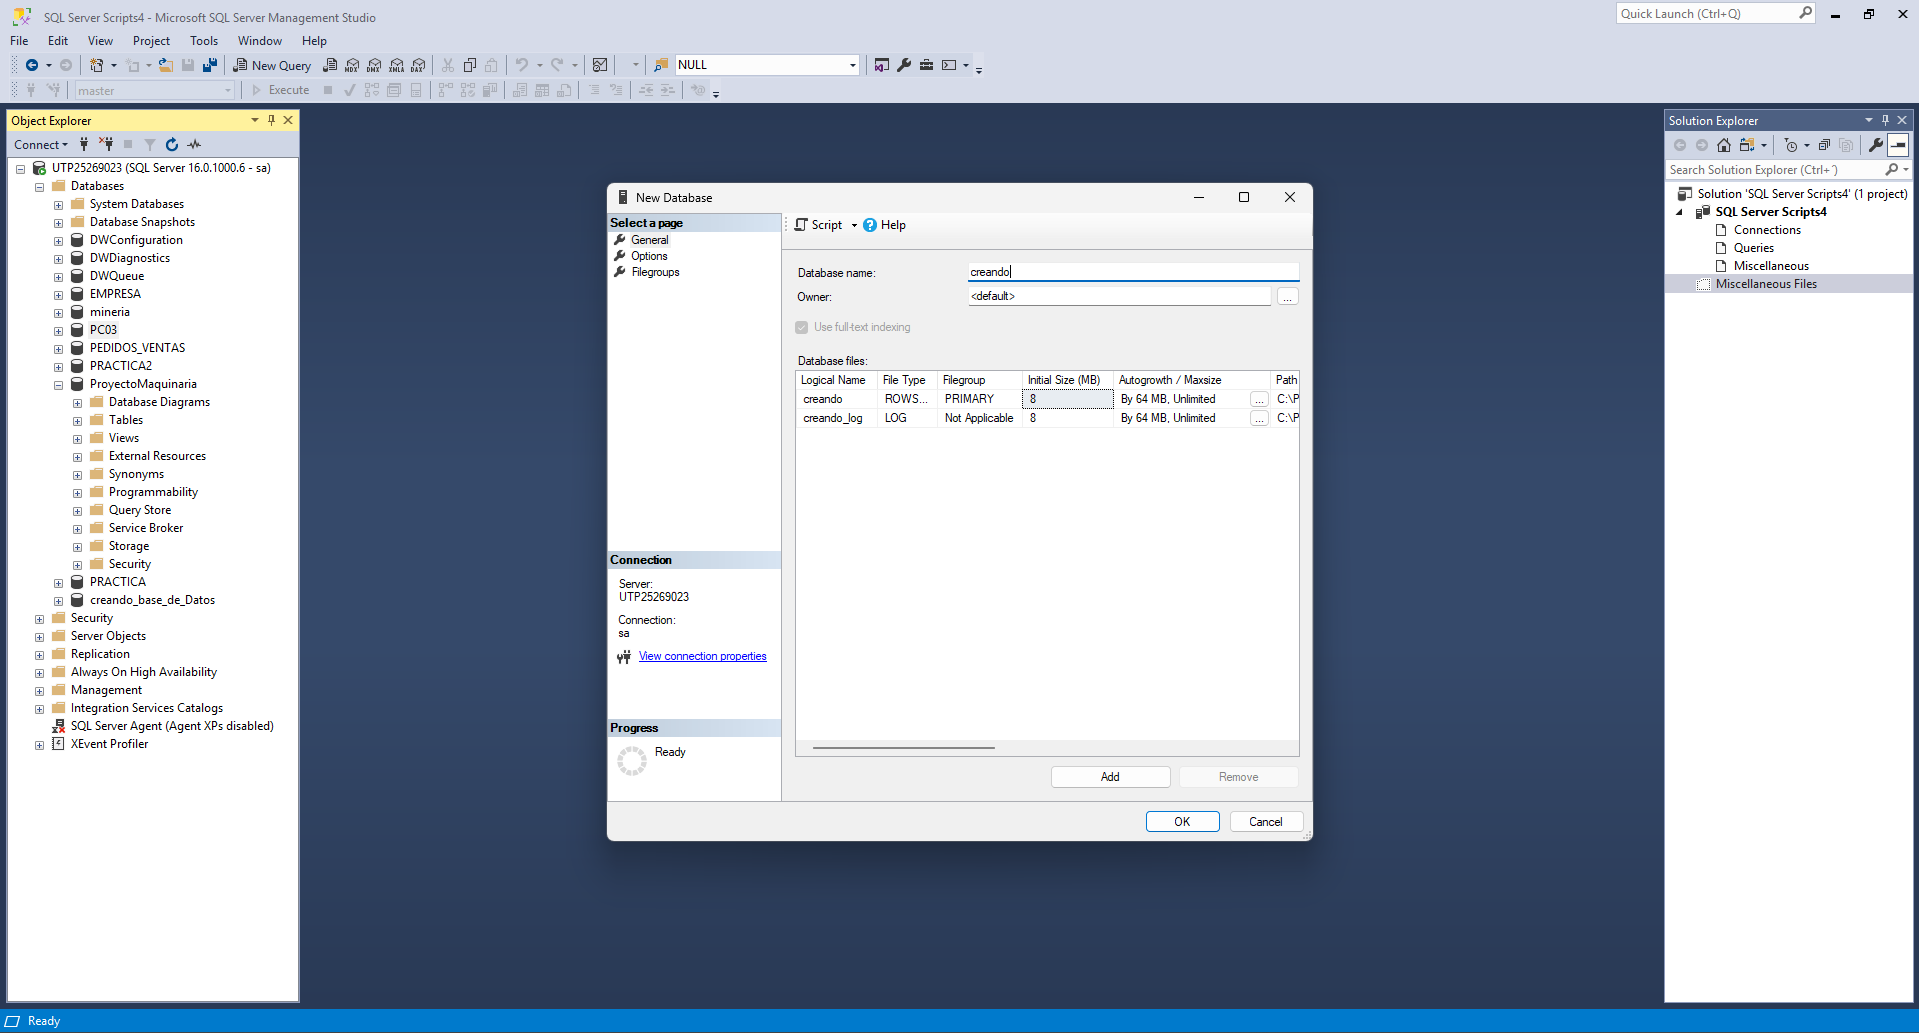 SQL Server Scripts4 - Microsoft SQL Server Management Studio
Quick Launch (Ctrl+Q)
File Edit View Project Tools Window Help
New Query MDX DMX XMLA DAX NULL
master Execute
Object Explorer
Connect
UTP25269023 (SQL Server 16.0.1000.6 - sa)
Databases
System Databases
Database Snapshots
DWConfiguration
DWDiagnostics
DWQueue
EMPRESA
mineria
PC03
PEDIDOS_VENTAS
PRACTICA2
ProyectoMaquinaria
Database Diagrams
Tables
Views
External Resources
Synonyms
Programmability
Query Store
Service Broker
Storage
Security
PRACTICA
creando_base_de_Datos
Security
Server Objects
Replication
Always On High Availability
Management
Integration Services Catalogs
SQL Server Agent (Agent XPs disabled)
XEvent Profiler
New Database
Select a page
General
Options
Filegroups
Connection
Server:
UTP25269023
Connection:
sa
View connection properties
Progress
Ready
Script Help
Database name: creando
Owner: <default> ...
Use full-text indexing
Database files:
Logical Name File Type Filegroup Initial Size (MB) Autogrowth / Maxsize Path
creando ROWS... PRIMARY 8 By 64 MB, Unlimited ... C:\P
creando_log LOG Not Applicable 8 By 64 MB, Unlimited ... C:\P
Add Remove
OK Cancel
Solution Explorer
Search Solution Explorer (Ctrl+´)
Solution 'SQL Server Scripts4' (1 project)
SQL Server Scripts4
Connections
Queries
Miscellaneous
Miscellaneous Files
Ready